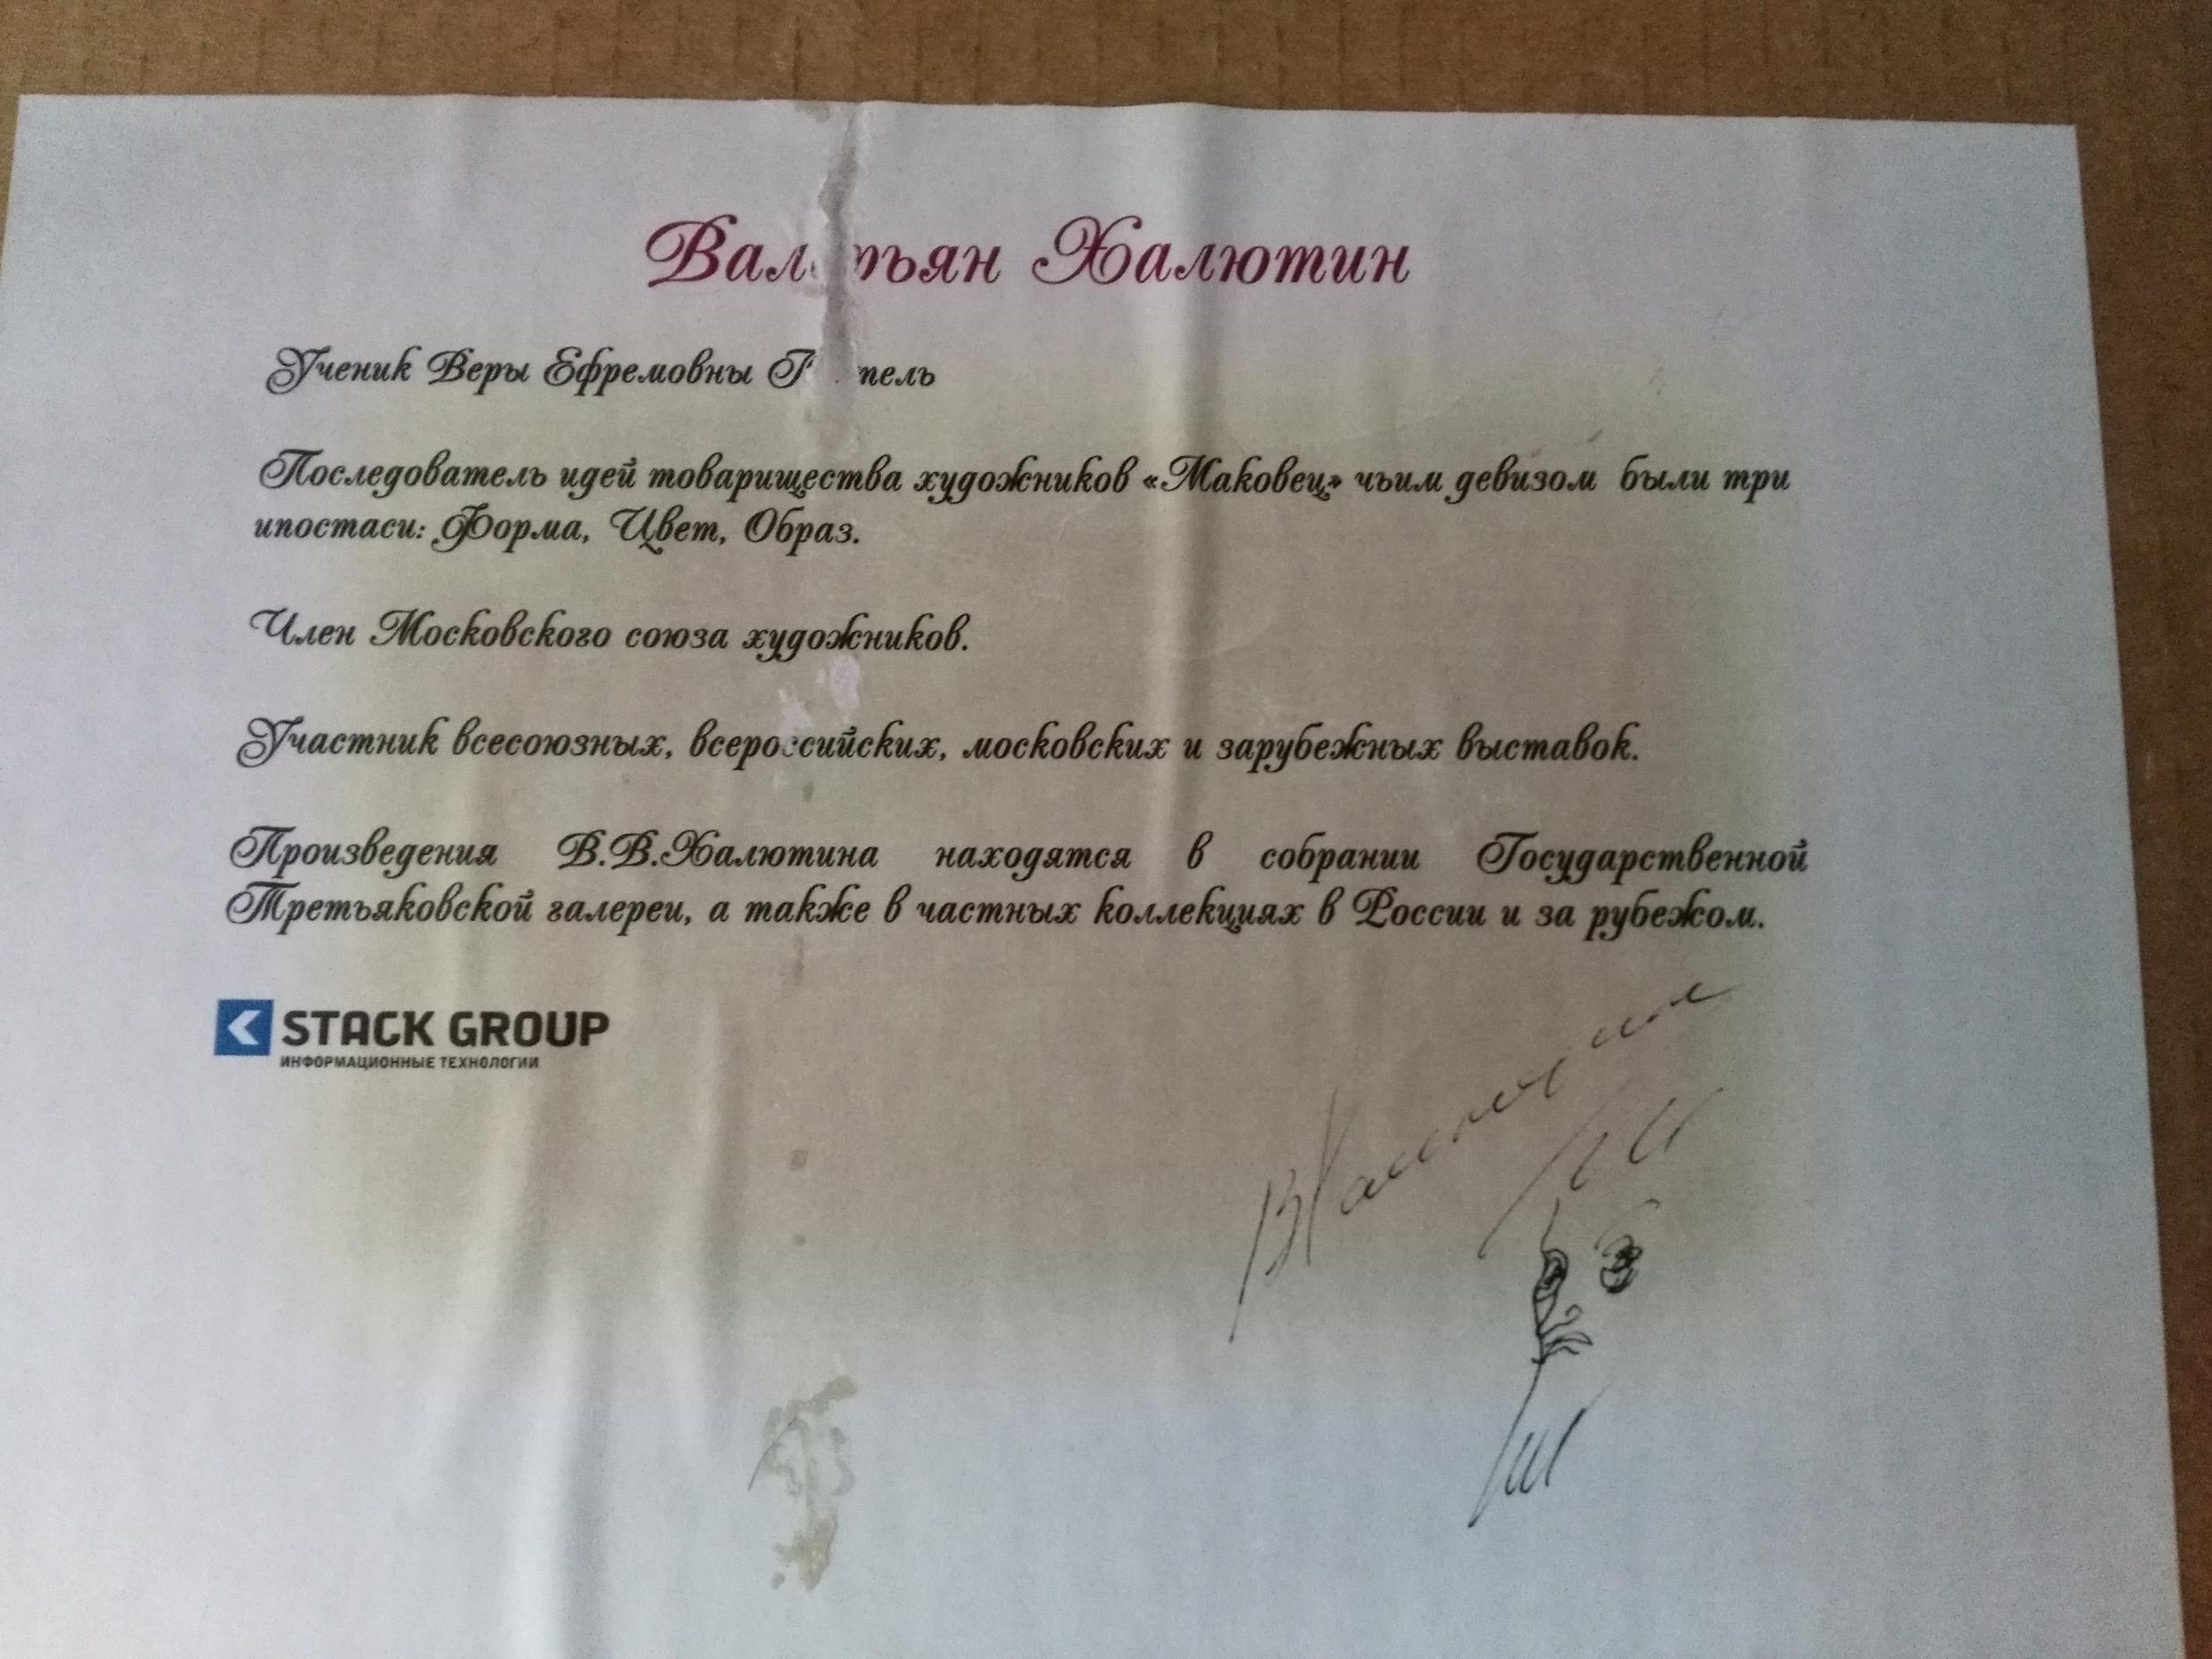 Халютин
Ученик Веры Ефремовны
Последователь идей товарищества художников «Маковец» чьим девизом были три
ипостаси: Форма, Цвет, Образ.
Член Московского союза художников.
Участник всесоюзных, всероссийских, московских и зарубежных выставок.
Произведения В.В.Халютина находятся в собрании Государственной
Третьяковской галереи, а также в частных коллекциях в России и за рубежом.
STACK GROUP
ИНФОРМАЦИОННЫЕ ТЕХНОЛОГИИ